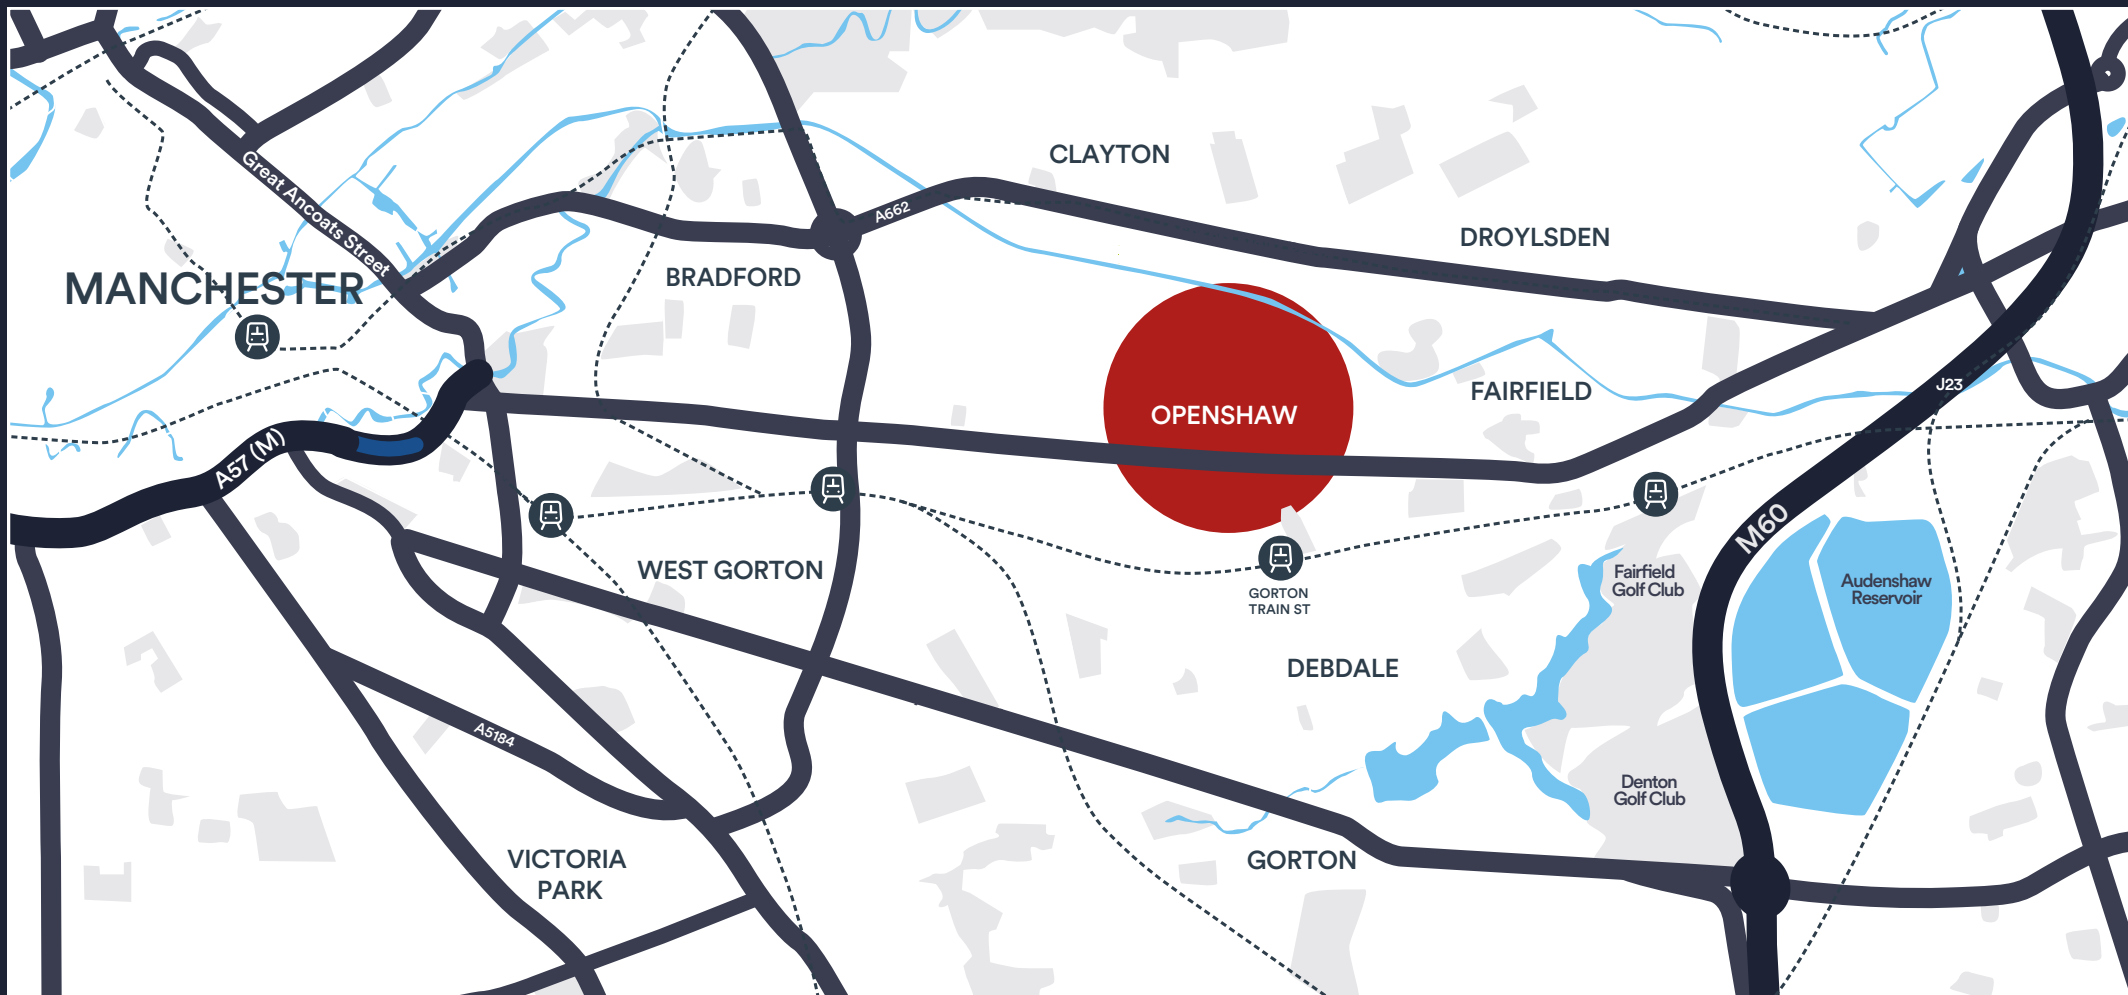 CLAYTON
Great Ancoats Street
A662
DROYLSDEN
MANCHESTER
BRADFORD
J23
FAIRFIELD
OPENSHAW
A57 (M)
M60
WEST GORTON
Fairfield
Golf Club
Audenshaw
Reservoir
GORTON
TRAIN ST
DEBDALE
A5184
Denton
Golf Club
VICTORIA
PARK
GORTON